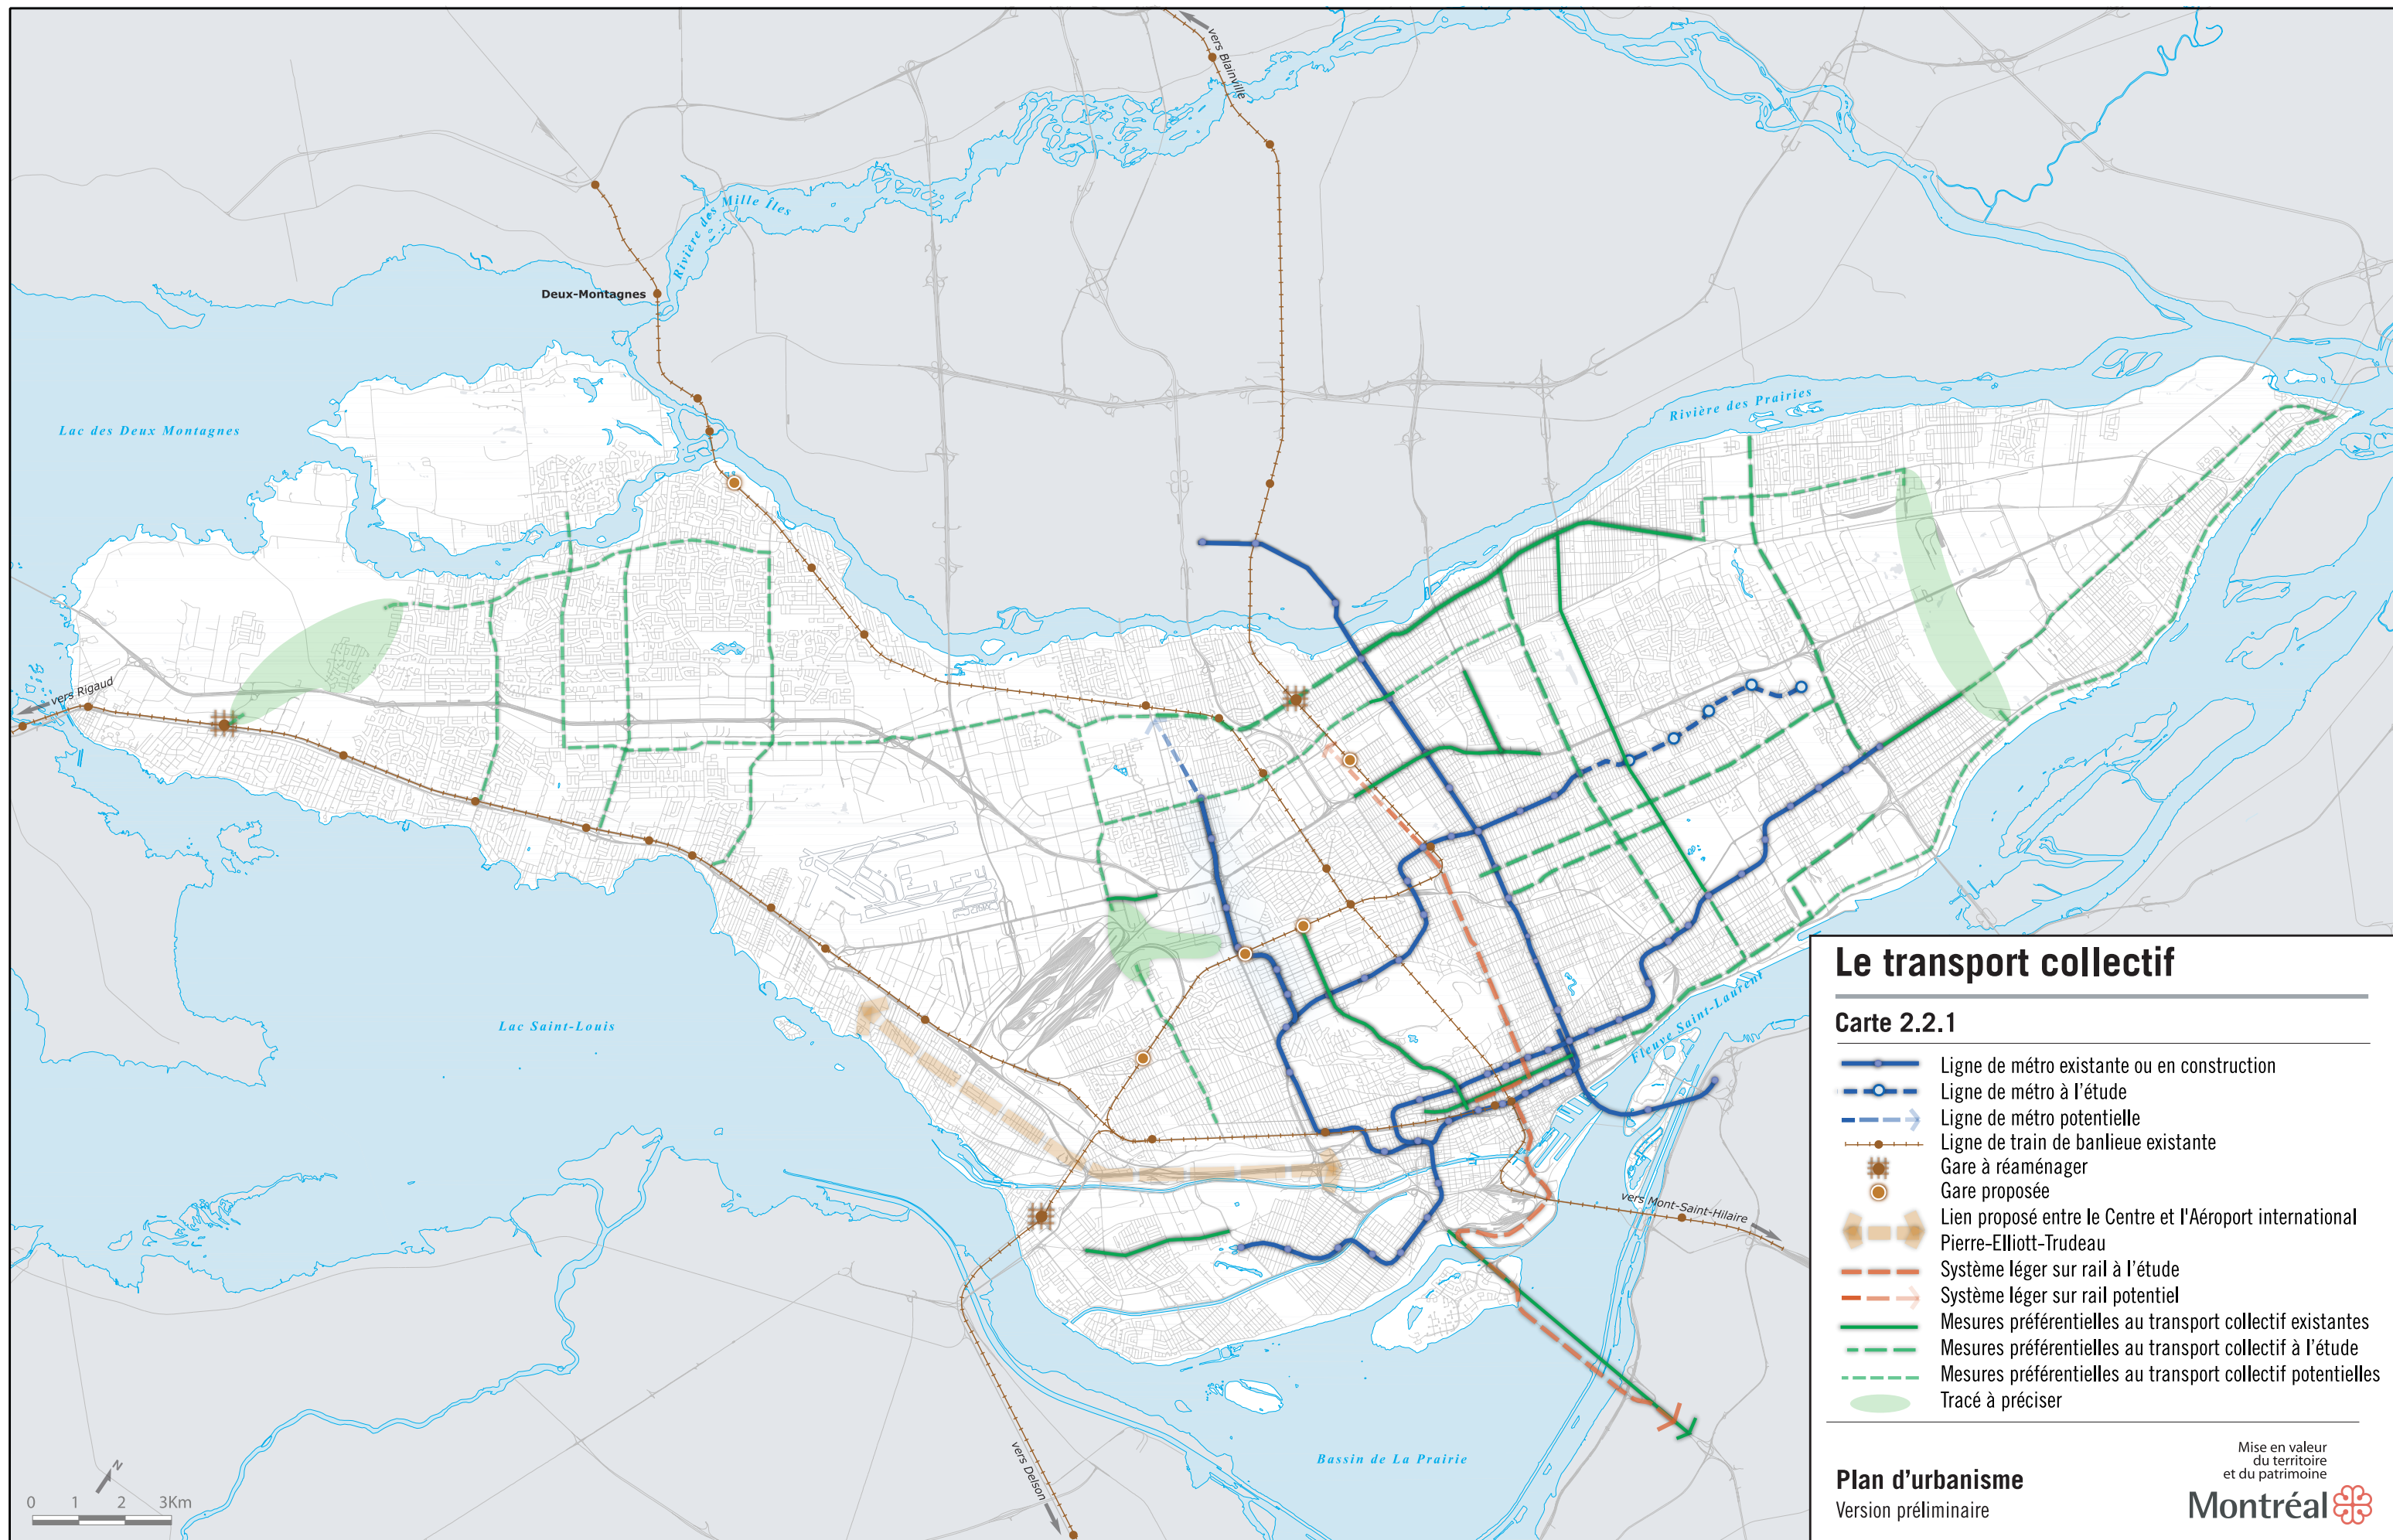 vers Blainville
Rivière des Mille Îles
Deux-Montagnes
Lac des Deux Montagnes
Rivière des Prairies
vers Rigaud
Lac Saint-Louis
Fleuve Saint-Laurent
vers Mont-Saint-Hilaire
vers Delson
Bassin de La Prairie
N
0 1 2 3Km
Le transport collectif
Carte 2.2.1
Ligne de métro existante ou en construction
Ligne de métro à l'étude
Ligne de métro potentielle
Ligne de train de banlieue existante
Gare à réaménager
Gare proposée
Lien proposé entre le Centre et l'Aéroport international
Pierre-Elliott-Trudeau
Système léger sur rail à l'étude
Système léger sur rail potentiel
Mesures préférentielles au transport collectif existantes
Mesures préférentielles au transport collectif à l'étude
Mesures préférentielles au transport collectif potentielles
Tracé à préciser
Plan d'urbanisme
Version préliminaire
Mise en valeur
du territoire
et du patrimoine
Montréal